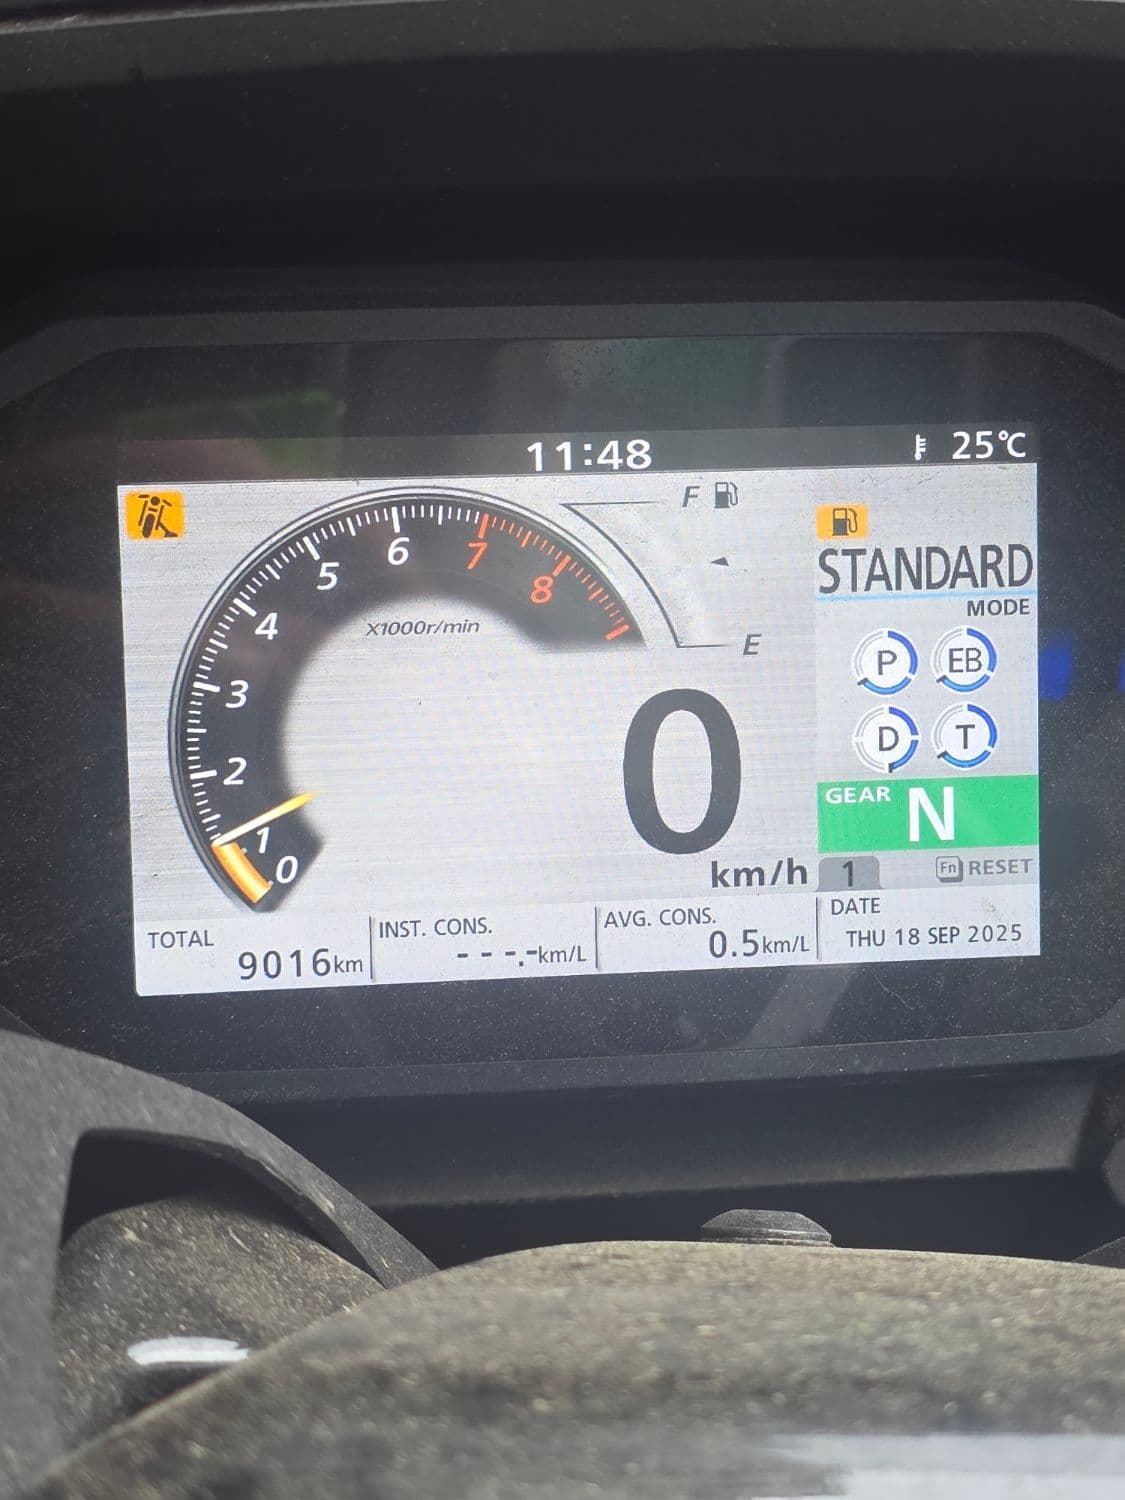 11:48
25°C
F
E
STANDARD
MODE
P EB
D T
GEAR N
8
7
6
5
4
3
2
1
0
X1000r/min
0
km/h
1
Fn RESET
TOTAL
9016km
INST. CONS.
---.-km/L
AVG. CONS.
0.5km/L
DATE
THU 18 SEP 2025